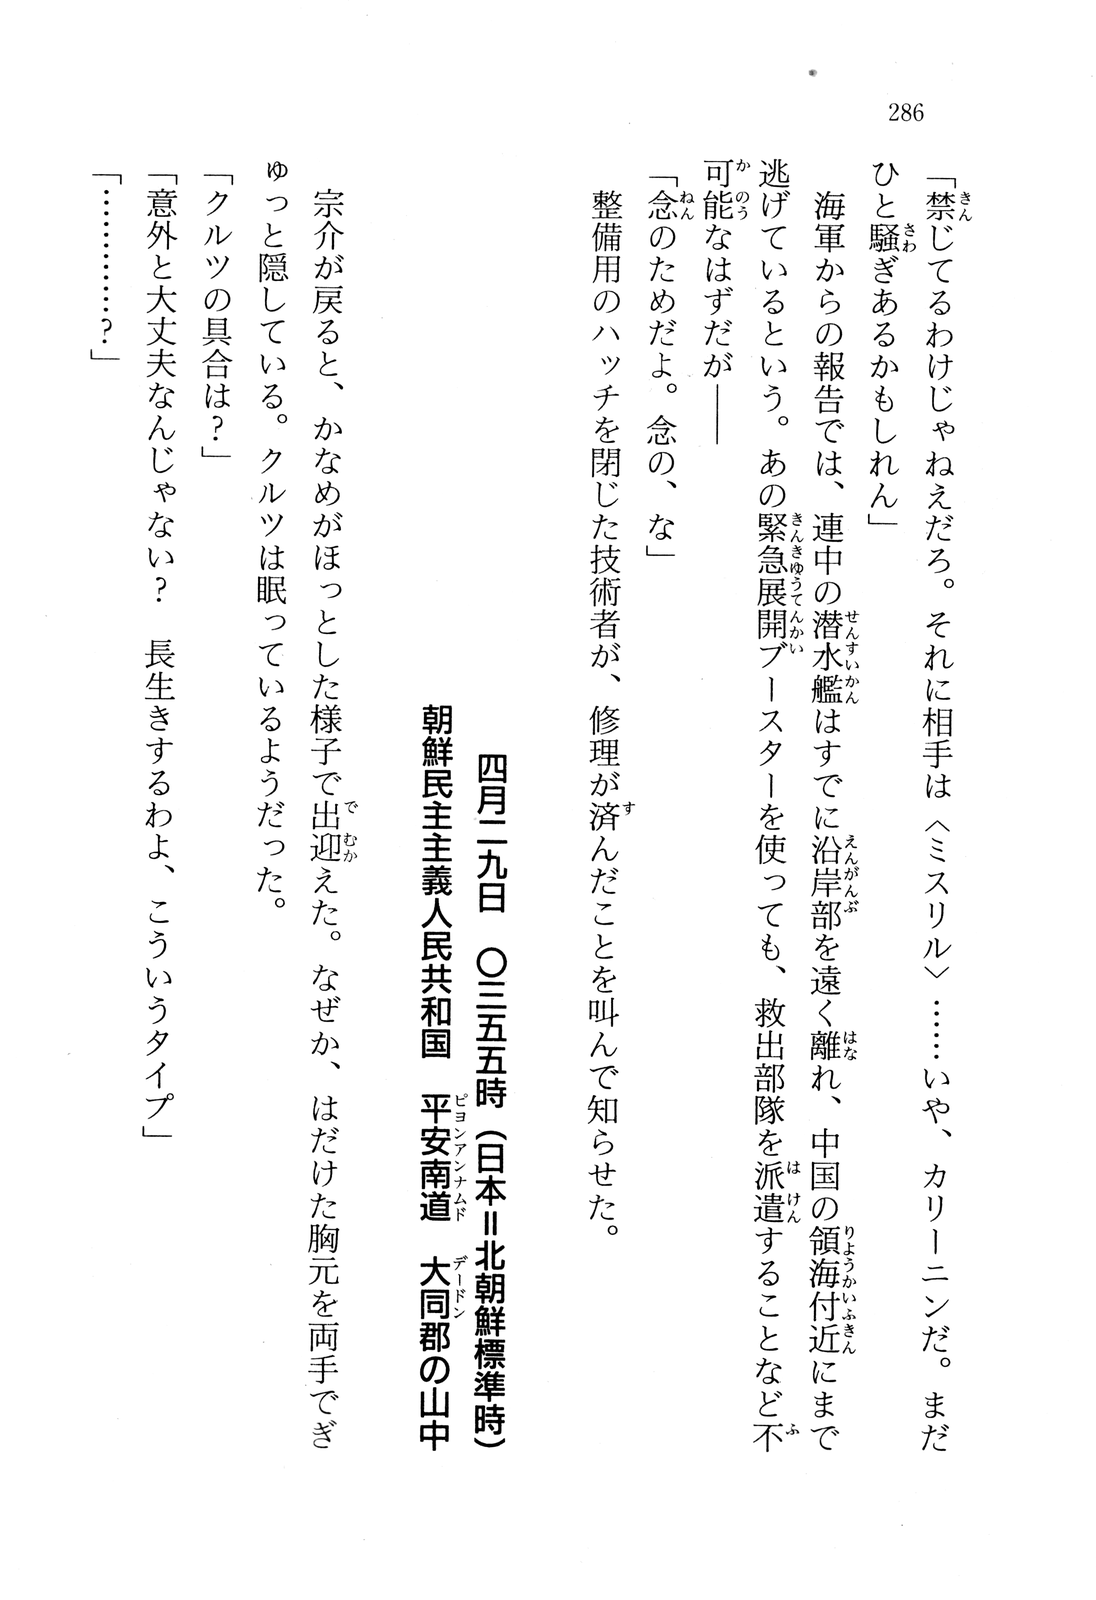 286
「禁じてるわけじゃねえだろ。それに相手は〈ミスリル〉……いや、カリーニンだ。まだ
ひと騒ぎあるかもしれん」
　海軍からの報告では、連中の潜水艦はすでに沿岸部を遠く離れ、中国の領海付近にまで
逃げているという。あの緊急展開ブースターを使っても、救出部隊を派遣することなど不
可能なはずだが――
「念のためだよ。念の、な」
　整備用のハッチを閉じた技術者が、修理が済んだことを叫んで知らせた。
四月二九日　〇三五五時（日本＝北朝鮮標準時）
朝鮮民主主義人民共和国　平安南道　大同郡の山中
　宗介が戻ると、かなめがほっとした様子で出迎えた。なぜか、はだけた胸元を両手でぎ
ゅっと隠している。クルツは眠っているようだった。
「クルツの具合は？」
「意外と大丈夫なんじゃない？　長生きするわよ、こういうタイプ」
「…………？」